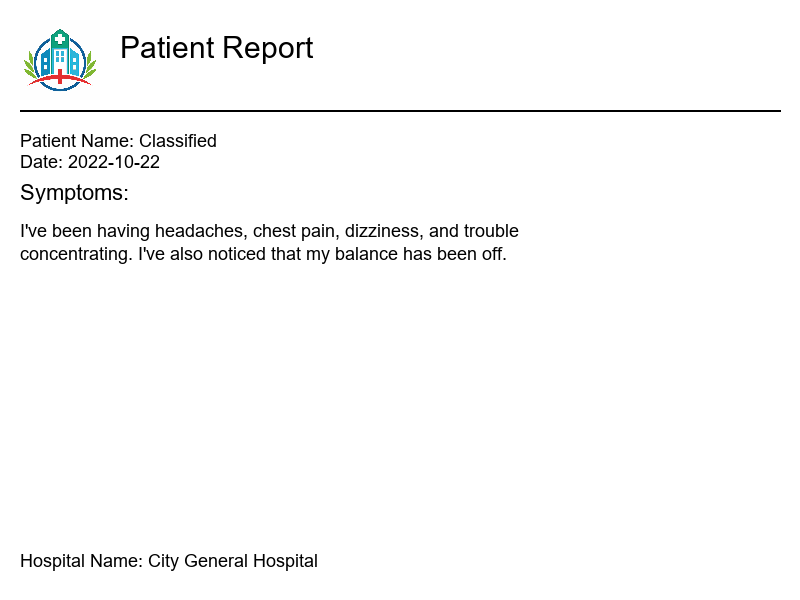 Patient Report
Patient Name: Classified
Date: 2022-10-22
Symptoms:
I've been having headaches, chest pain, dizziness, and trouble
concentrating. I've also noticed that my balance has been off.
Hospital Name: City General Hospital